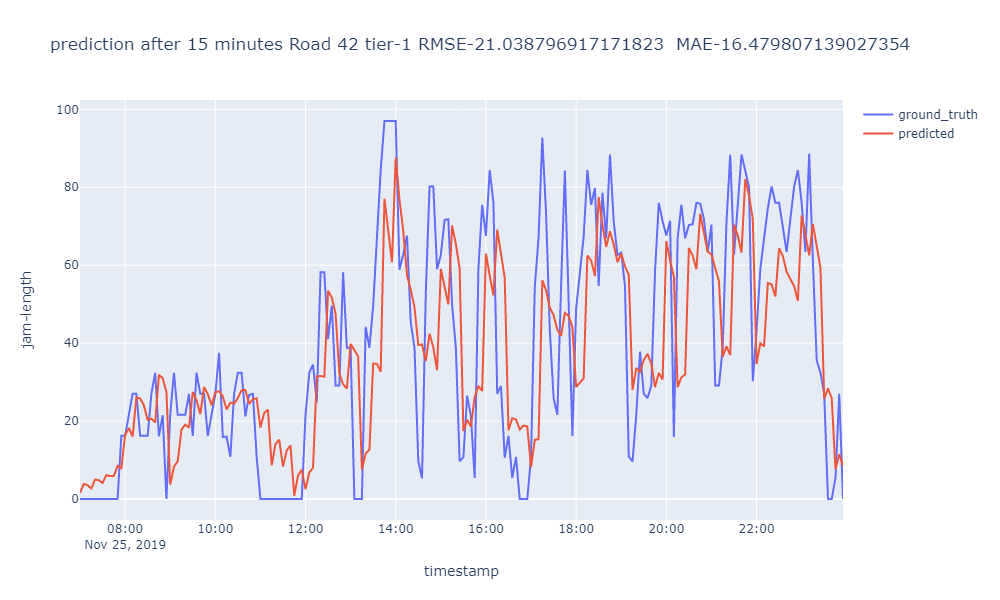 prediction after 15 minutes Road 42 tier-1 RMSE-21.038796917171823  MAE-16.479807139027354
ground_truth
predicted
jam-length
100
80
60
40
20
0
08:00 10:00 12:00 14:00 16:00 18:00 20:00 22:00
Nov 25, 2019
timestamp